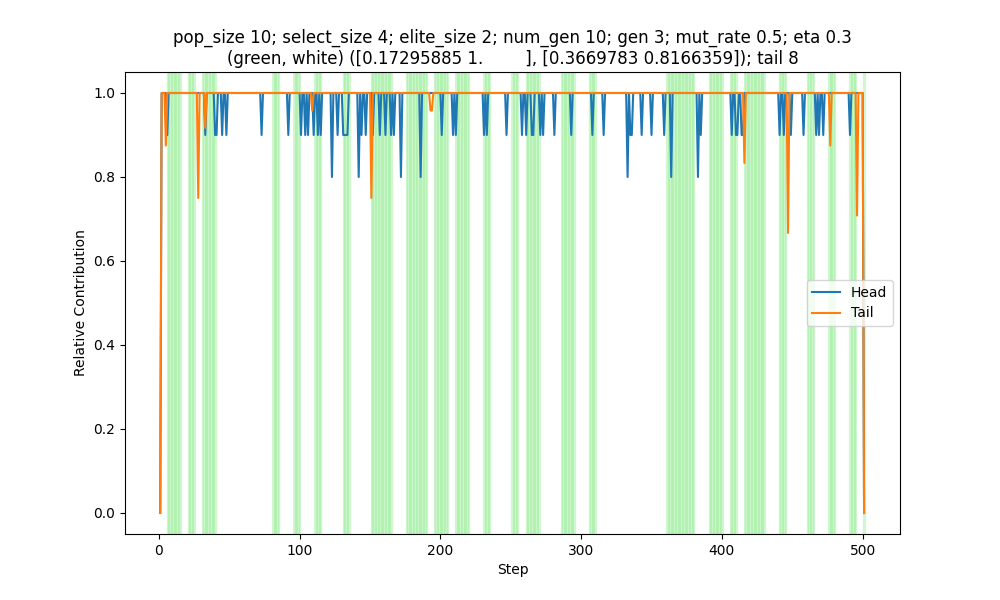 pop_size 10; select_size 4; elite_size 2; num_gen 10; gen 3; mut_rate 0.5; eta 0.3
(green, white) ([0.17295885 1.         ], [0.3669783 0.8166359]); tail 8
1.0
0.8
0.6
0.4
0.2
0.0
Relative Contribution
Head
Tail
0
100
200
300
400
500
Step